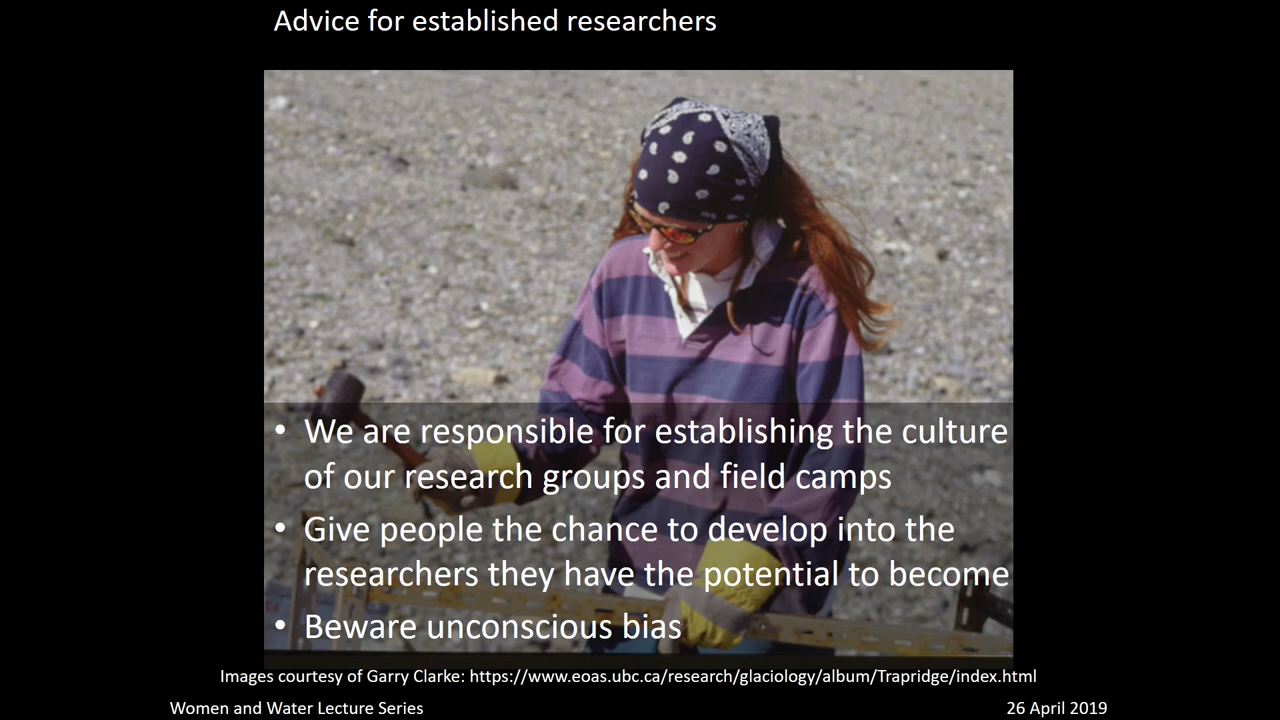 Advice for established researchers
• We are responsible for establishing the culture
of our research groups and field camps
• Give people the chance to develop into the
researchers they have the potential to become
• Beware unconscious bias
Images courtesy of Garry Clarke: https://www.eoas.ubc.ca/research/glaciology/album/Trapridge/index.html
Women and Water Lecture Series
26 April 2019